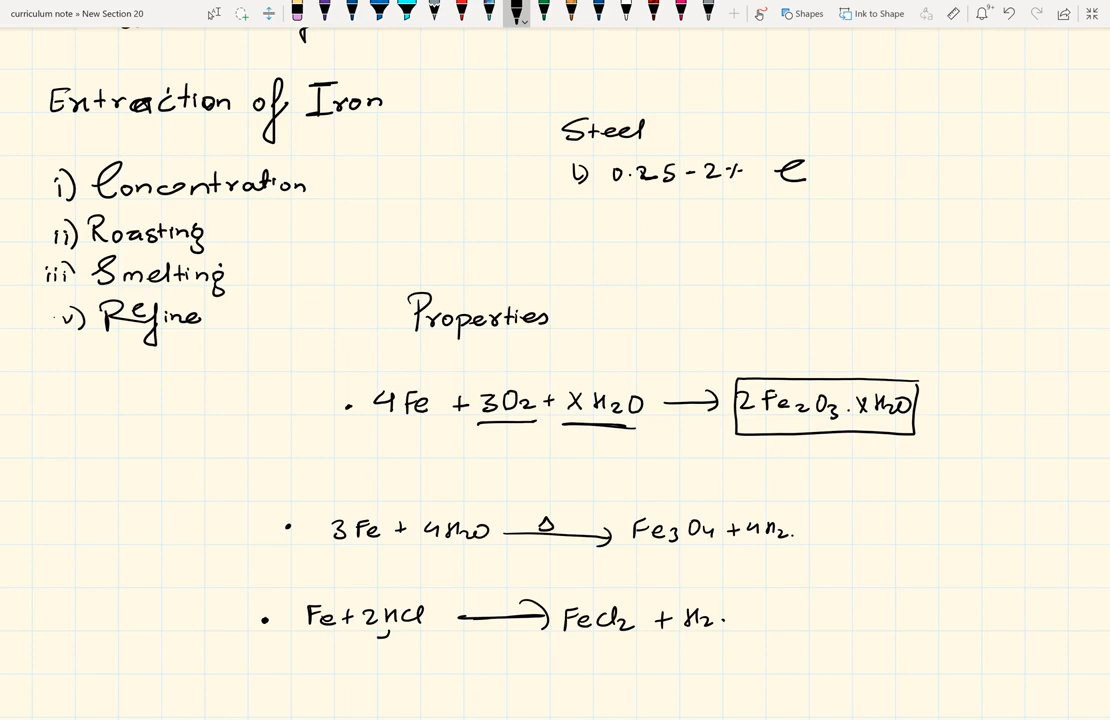 curriculum note » New Section 20
Shapes
Ink to Shape
9+
Extraction of Iron
i) Concentration
ii) Roasting
iii) Smelting
v) Refine
Steel
↳ 0.25 - 2% C
Properties
• 4Fe + 3O2 + xH2O → 2Fe2O3.xH2O
• 3Fe + 4H2O —Δ→ Fe3O4 + 4H2.
• Fe + 2HCl → FeCl2 + H2.